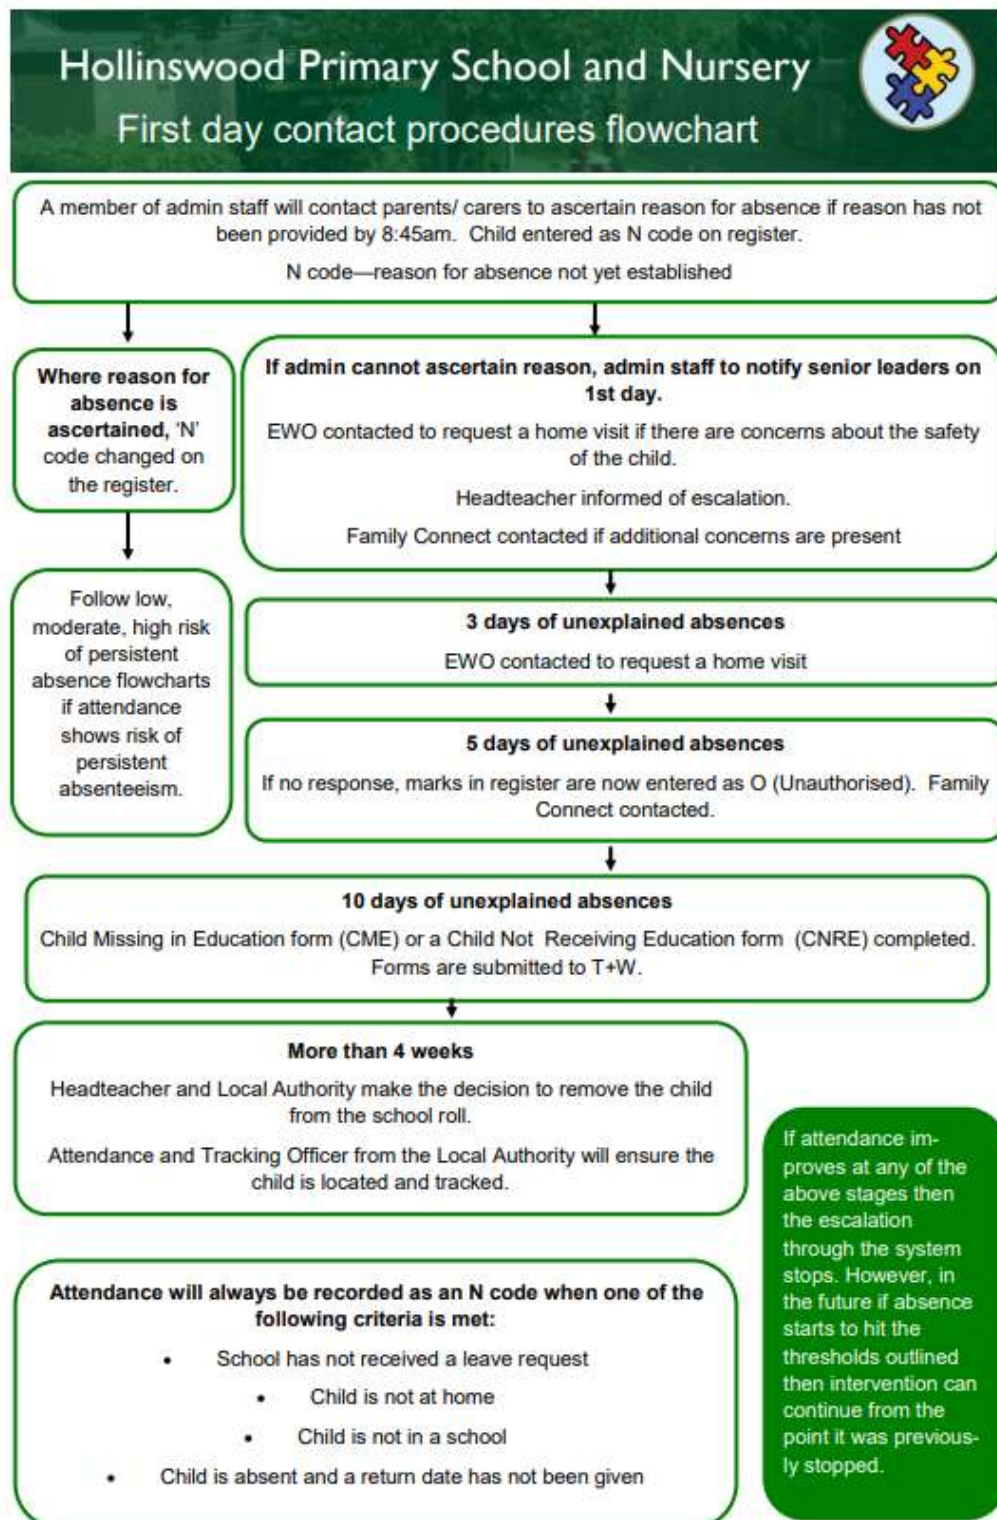 Hollinswood Primary School and Nursery
First day contact procedures flowchart
A member of admin staff will contact parents/ carers to ascertain reason for absence if reason has not
been provided by 8:45am. Child entered as N code on register.
N code—reason for absence not yet established
Where reason for
absence is
ascertained, ‘N’
code changed on
the register.
Follow low,
moderate, high risk
of persistent
absence flowcharts
if attendance
shows risk of
persistent
absenteeism.
If admin cannot ascertain reason, admin staff to notify senior leaders on
1st day.
EWO contacted to request a home visit if there are concerns about the safety
of the child.
Headteacher informed of escalation.
Family Connect contacted if additional concerns are present
3 days of unexplained absences
EWO contacted to request a home visit
5 days of unexplained absences
If no response, marks in register are now entered as O (Unauthorised). Family
Connect contacted.
10 days of unexplained absences
Child Missing in Education form (CME) or a Child Not Receiving Education form (CNRE) completed.
Forms are submitted to T+W.
More than 4 weeks
Headteacher and Local Authority make the decision to remove the child
from the school roll.
Attendance and Tracking Officer from the Local Authority will ensure the
child is located and tracked.
If attendance im-
proves at any of the
above stages then
the escalation
through the system
stops. However, in
the future if absence
starts to hit the
thresholds outlined
then intervention can
continue from the
point it was previous-
ly stopped.
Attendance will always be recorded as an N code when one of the
following criteria is met:
• School has not received a leave request
• Child is not at home
• Child is not in a school
• Child is absent and a return date has not been given